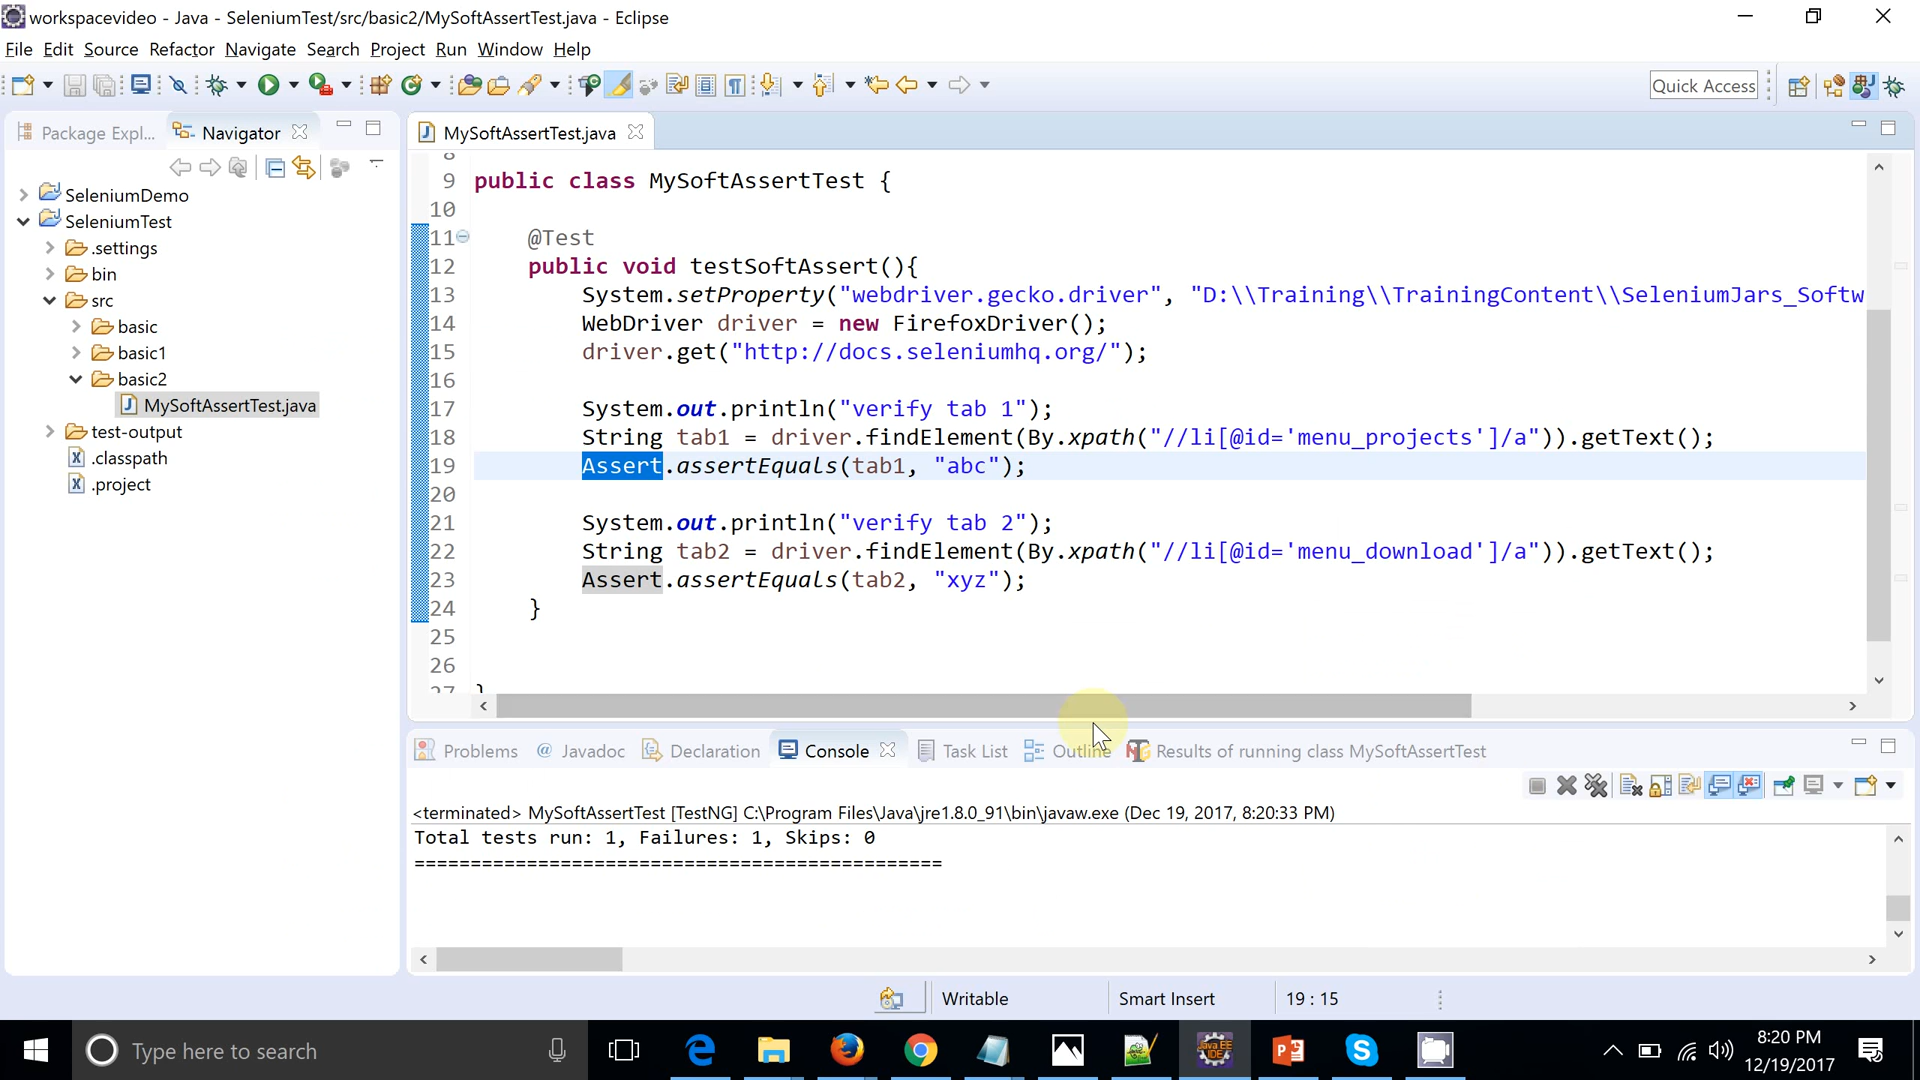 workspacevideo - Java - SeleniumTest/src/basic2/MySoftAssertTest.java - Eclipse
File Edit Source Refactor Navigate Search Project Run Window Help
Quick Access
Package Expl...
Navigator
MySoftAssertTest.java
SeleniumDemo
SeleniumTest
.settings
bin
src
basic
basic1
basic2
MySoftAssertTest.java
test-output
.classpath
.project
8
9 public class MySoftAssertTest {
10
11 @Test
12 public void testSoftAssert(){
13 System.setProperty("webdriver.gecko.driver", "D:\\Training\\TrainingContent\\SeleniumJars_Softw
14 WebDriver driver = new FirefoxDriver();
15 driver.get("http://docs.seleniumhq.org/");
16
17 System.out.println("verify tab 1");
18 String tab1 = driver.findElement(By.xpath("//li[@id='menu_projects']/a")).getText();
19 Assert.assertEquals(tab1, "abc");
20
21 System.out.println("verify tab 2");
22 String tab2 = driver.findElement(By.xpath("//li[@id='menu_download']/a")).getText();
23 Assert.assertEquals(tab2, "xyz");
24 }
25
26
27 }
Problems @ Javadoc Declaration Console Task List Outline Results of running class MySoftAssertTest
<terminated> MySoftAssertTest [TestNG] C:\Program Files\Java\jre1.8.0_91\bin\javaw.exe (Dec 19, 2017, 8:20:33 PM)
Total tests run: 1, Failures: 1, Skips: 0
===============================================
Writable
Smart Insert
19 : 15
Type here to search
Java EE
IDE
8:20 PM
12/19/2017